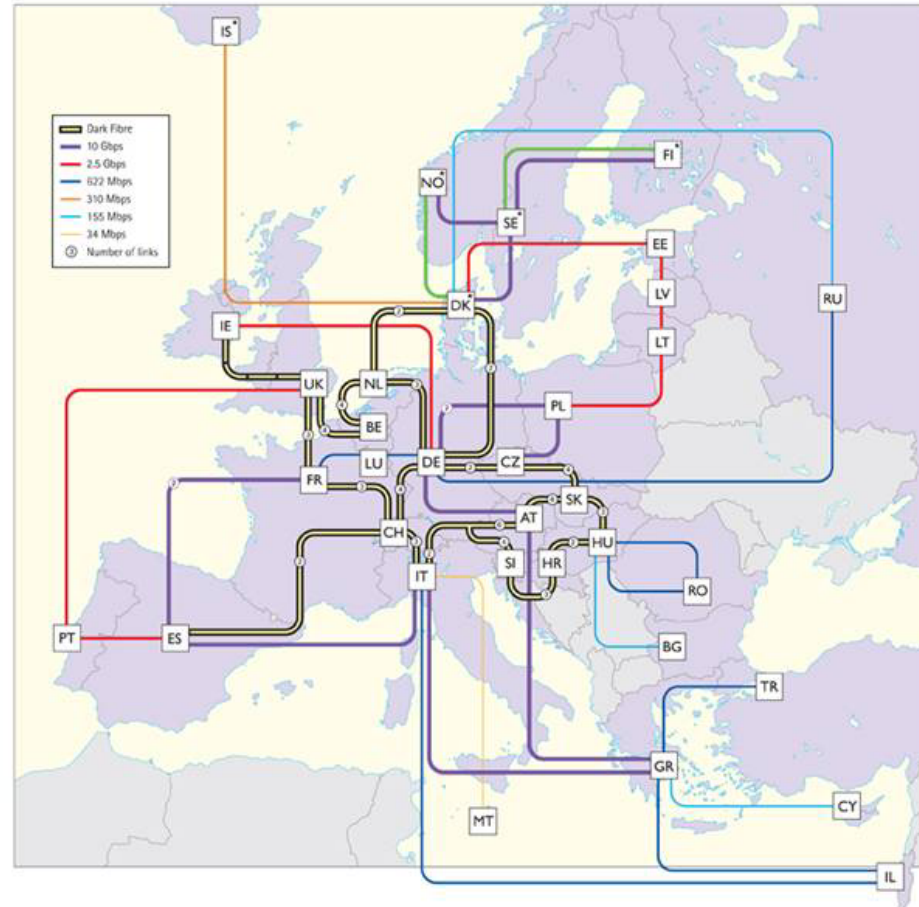 IS*
Dark Fibre
10 Gbps
2.5 Gbps
622 Mbps
310 Mbps
155 Mbps
34 Mbps
③ Number of links
FI*
NO*
SE*
EE
LV
RU
DK*
IE
LT
UK
NL
PL
BE
LU
DE
CZ
FR
SK
AT
CH
HU
SI
HR
IT
RO
PT
ES
BG
TR
GR
CY
MT
IL